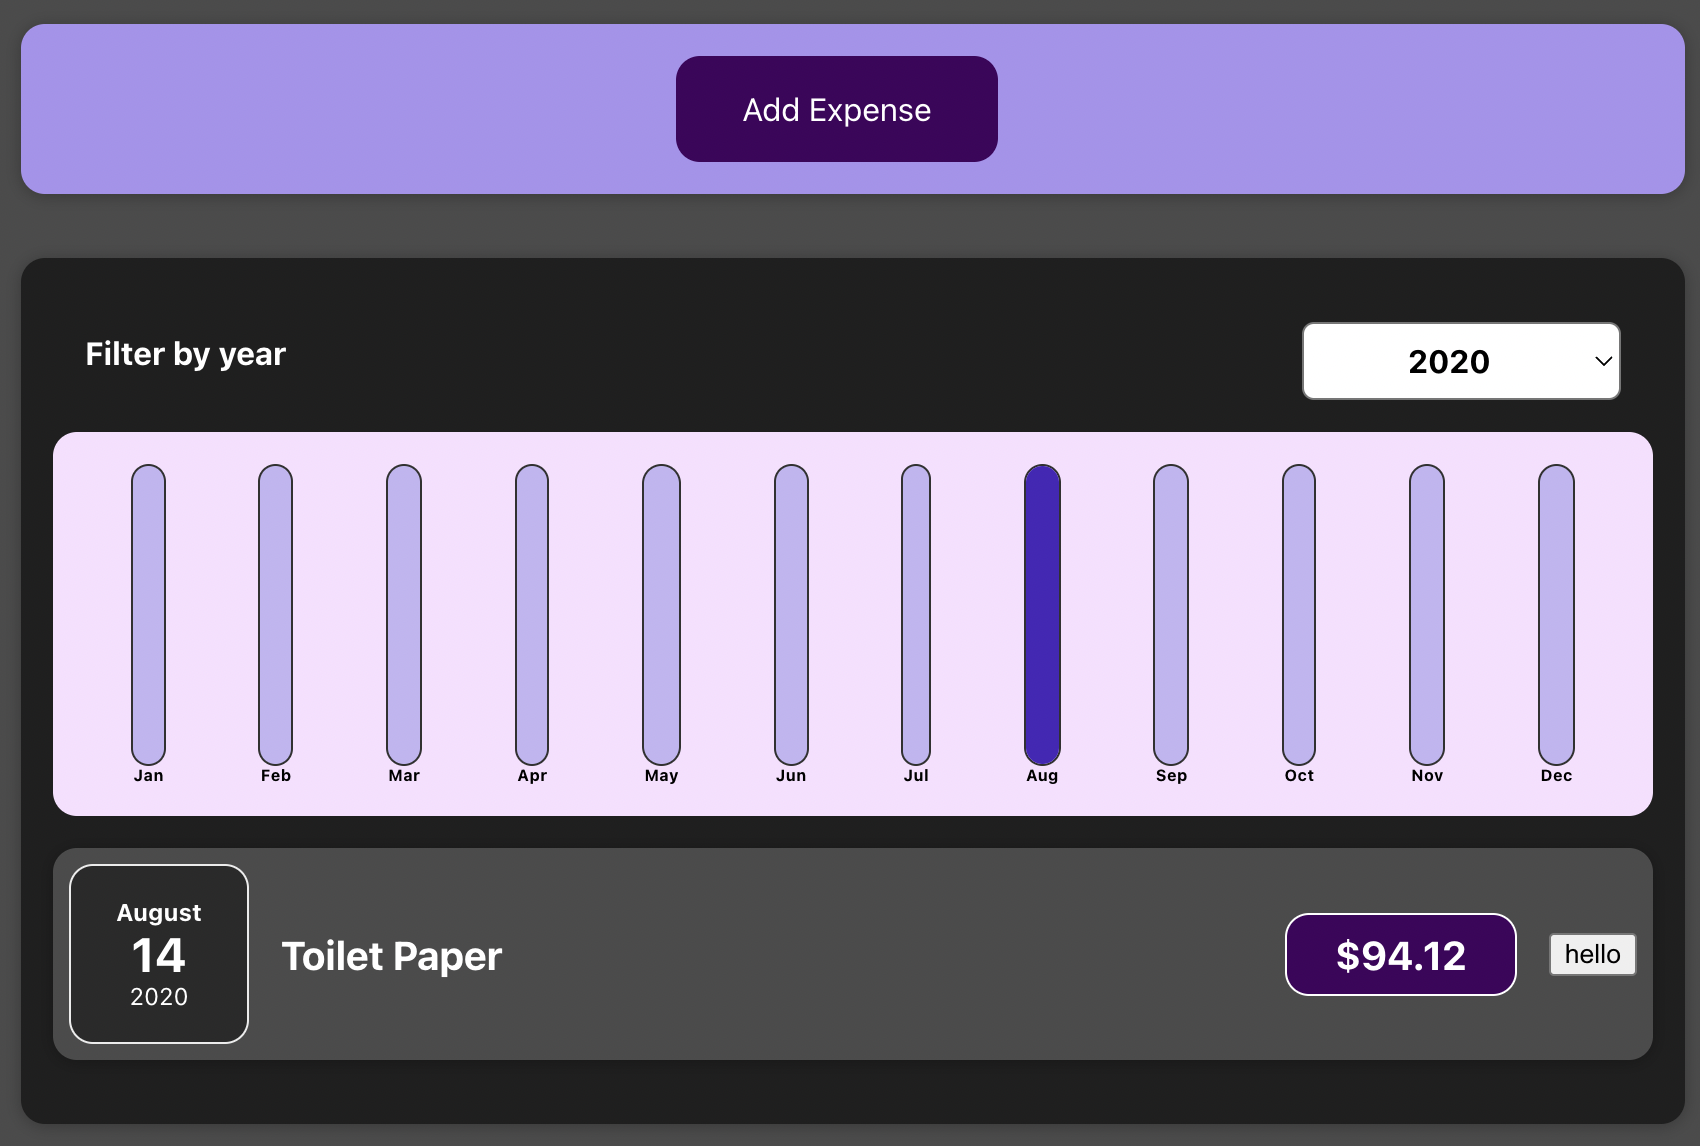 Add Expense
Filter by year
2020
Jan Feb Mar Apr May Jun Jul Aug Sep Oct Nov Dec
August
14
2020
Toilet Paper
$94.12
hello